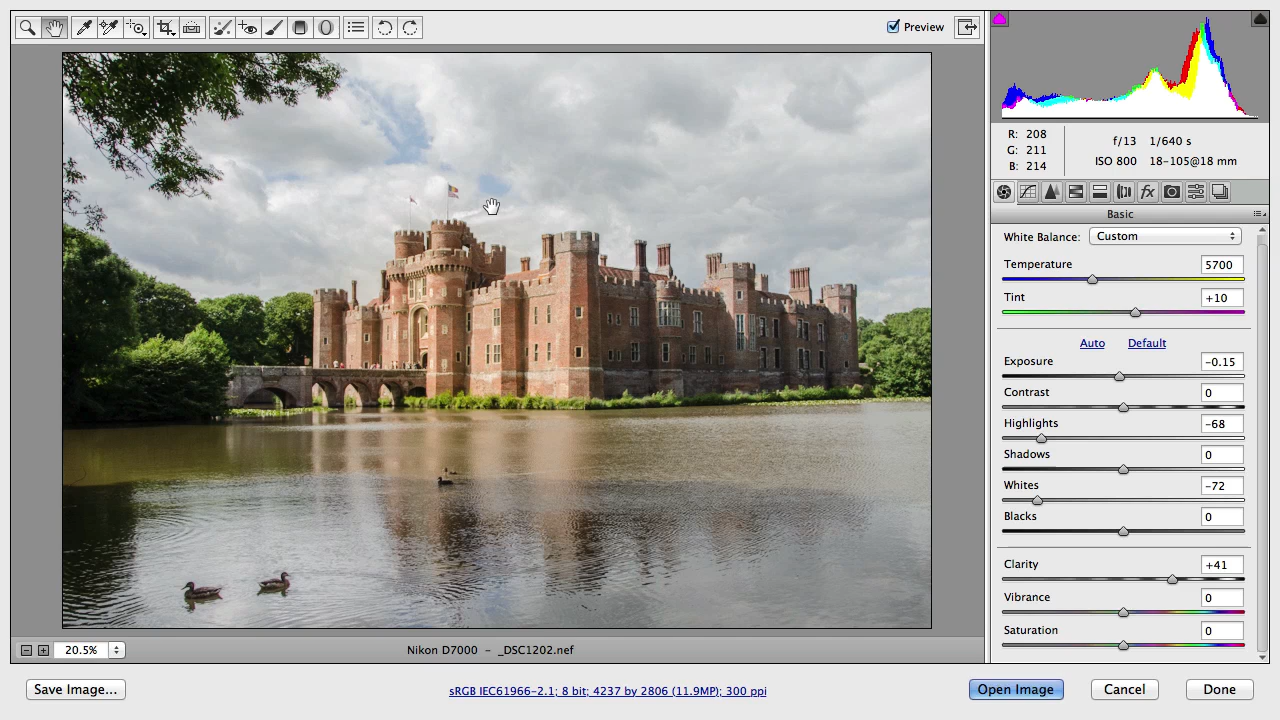 Preview
R: 208
G: 211
B: 214
f/13 1/640 s
ISO 800 18-105@18 mm
fx
Basic
White Balance: Custom
Temperature 5700
Tint +10
Auto Default
Exposure -0.15
Contrast 0
Highlights -68
Shadows 0
Whites -72
Blacks 0
Clarity +41
Vibrance 0
Saturation 0
20.5%
Nikon D7000 - _DSC1202.nef
Save Image...
sRGB IEC61966-2.1; 8 bit; 4237 by 2806 (11.9MP); 300 ppi
Open Image
Cancel
Done